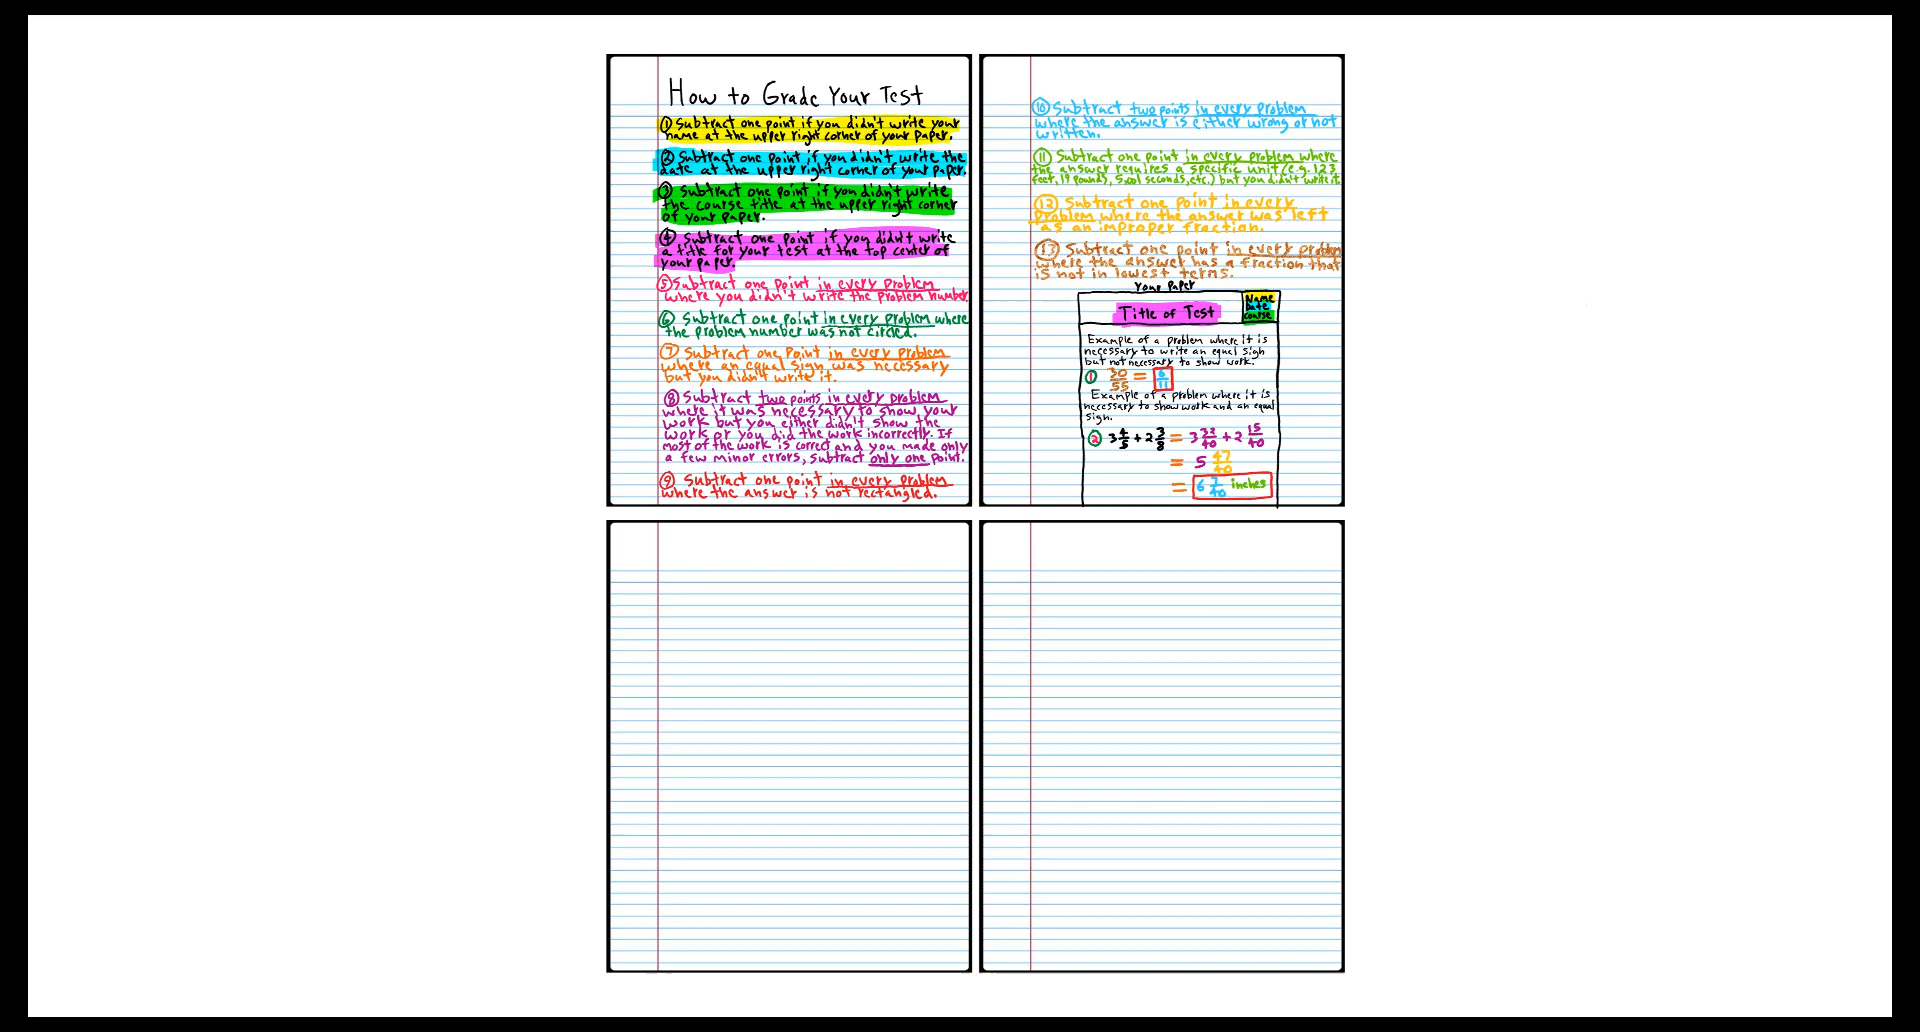 How to Grade Your Test
① Subtract one point if you didn't write your
name at the upper right corner of your paper.
② Subtract one point if you didn't write the
date at the upper right corner of your paper.
③ Subtract one point if you didn't write
the course title at the upper right corner
of your paper.
④ Subtract one point if you didn't write
a title for your test at the top center of
your paper.
⑤ Subtract one point in every problem
where you didn't write the problem number.
⑥ Subtract one point in every problem where
the problem number was not circled.
⑦ Subtract one point in every problem
where an equal sign was necessary
but you didn't write it.
⑧ Subtract two points in every problem
where it was necessary to show your
work but you either didn't show the
work or you did the work incorrectly. If
most of the work is correct and you made only
a few minor errors, subtract only one point.
⑨ Subtract one point in every problem
where the answer is not rectangled.
⑩ Subtract two points in every problem
where the answer is either wrong or not
written.
⑪ Subtract one point in every problem where
the answer requires a specific unit (e.g. 123
feet, 19 pounds, 5,001 seconds, etc.) but you didn't write it.
⑫ Subtract one point in every
problem where the answer was left
as an improper fraction.
⑬ Subtract one point in every problem
where the answer has a fraction that
is not in lowest terms.
Your Paper
Title of Test
Name
Date
Course
Example of a problem where it is
necessary to write an equal sign
but not necessary to show work.
① 30/55 = 6/11
Example of a problem where it is
necessary to show work and an equal
sign.
② 3 4/5 + 2 3/8 = 3 32/40 + 2 15/40
= 5 47/40
= 6 7/40 inches